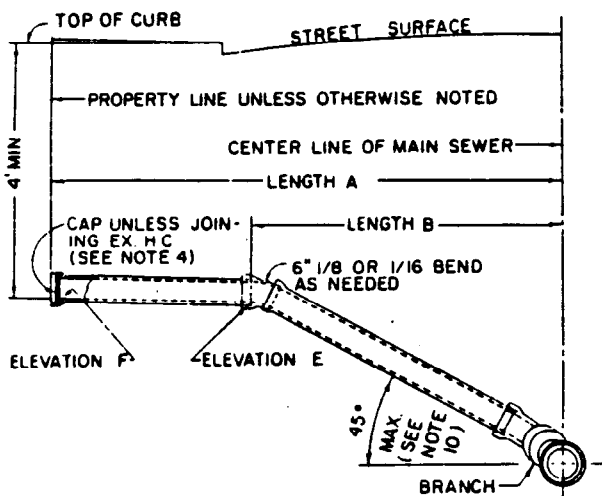 TOP OF CURB
STREET SURFACE
PROPERTY LINE UNLESS OTHERWISE NOTED
4' MIN
CENTER LINE OF MAIN SEWER
LENGTH A
CAP UNLESS JOIN-
ING EX. H C
(SEE NOTE 4)
LENGTH B
6" 1/8 OR 1/16 BEND
AS NEEDED
ELEVATION F
ELEVATION E
45°
MAX.
(SEE
NOTE
10)
BRANCH